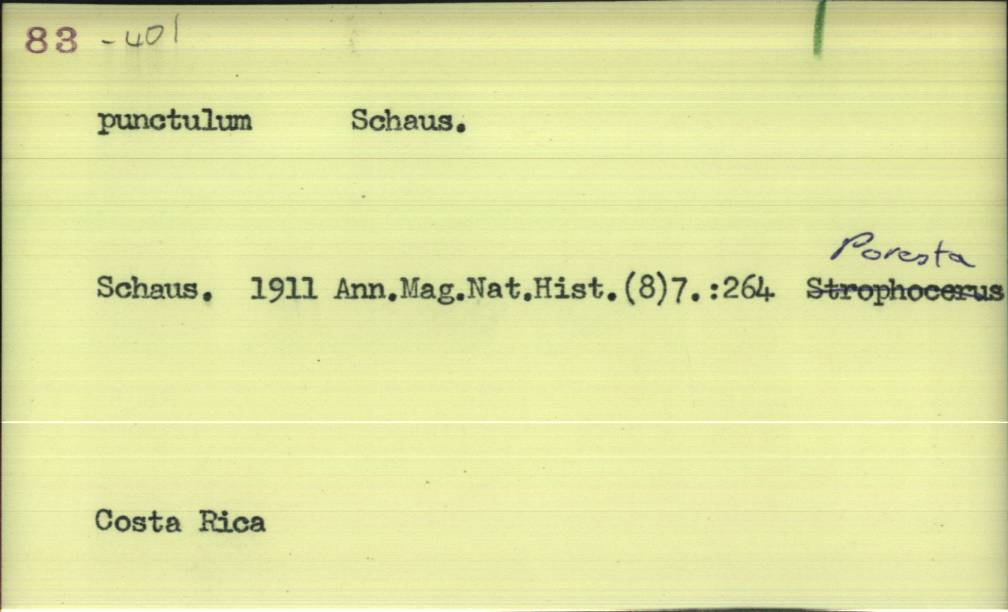 83 -401
punctulum Schaus.
Poresta
Schaus. 1911 Ann.Mag.Nat.Hist.(8)7.:264 Strophocerus
Costa Rica